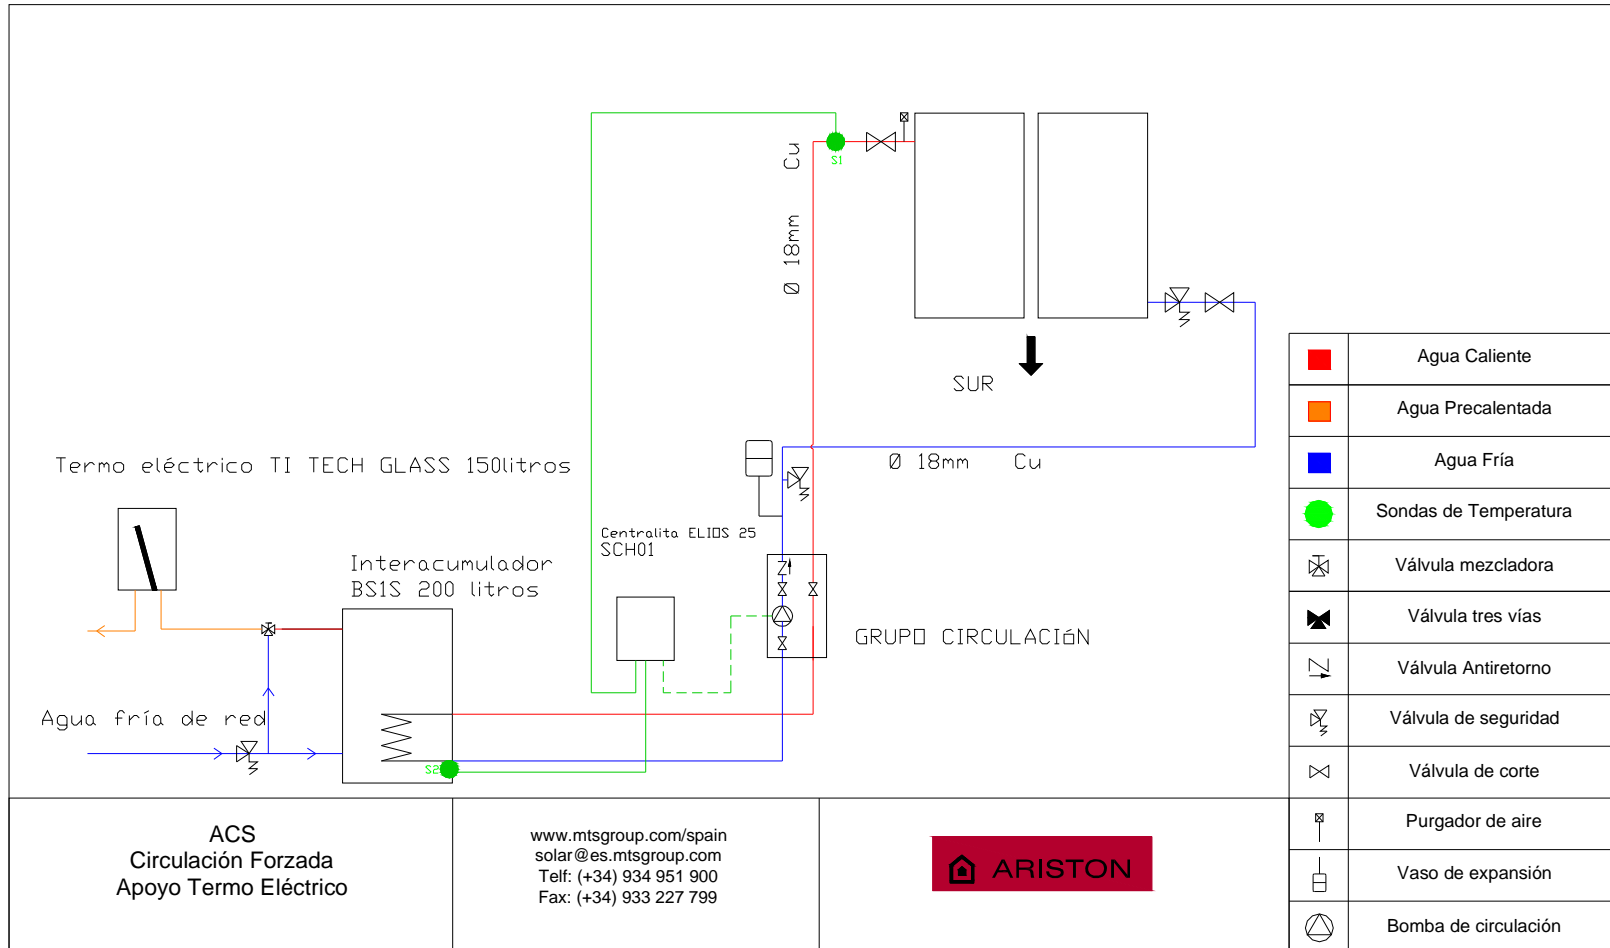 Cu
S1
Ø 18mm
SUR
Agua Caliente
Agua Precalentada
Agua Fría
Sondas de Temperatura
Válvula mezcladora
Válvula tres vías
Válvula Antiretorno
Válvula de seguridad
Válvula de corte
Purgador de aire
Vaso de expansión
Bomba de circulación
Termo eléctrico TI TECH GLASS 150litros
Ø 18mm Cu
Centralita ELIOS 25
SCH01
Interacumulador
BS1S 200 litros
GRUPO CIRCULACIóN
Agua fría de red
S2
ACS
Circulación Forzada
Apoyo Termo Eléctrico
www.mtsgroup.com/spain
solar@es.mtsgroup.com
Telf: (+34) 934 951 900
Fax: (+34) 933 227 799
ARISTON